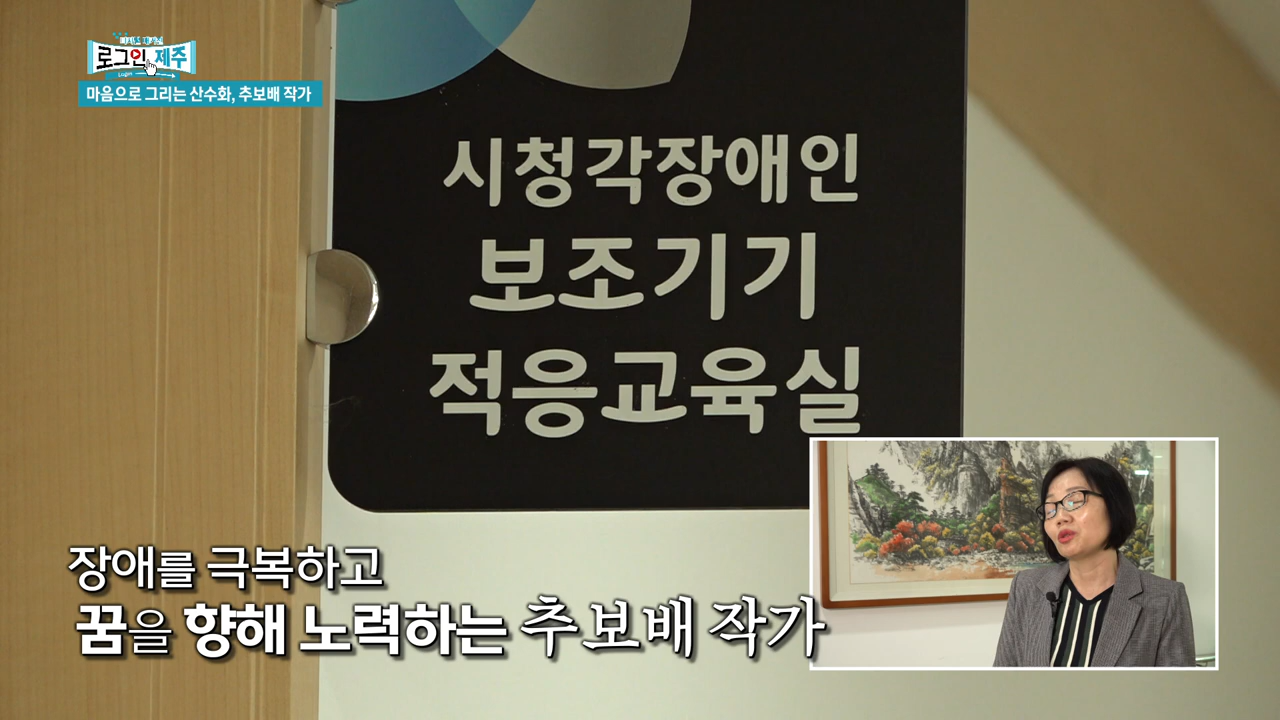 로그인 제주
Login
마음으로 그리는 산수화, 추보배 작가
시청각장애인
보조기기
적응교육실
장애를 극복하고
꿈을 향해 노력하는 추보배 작가